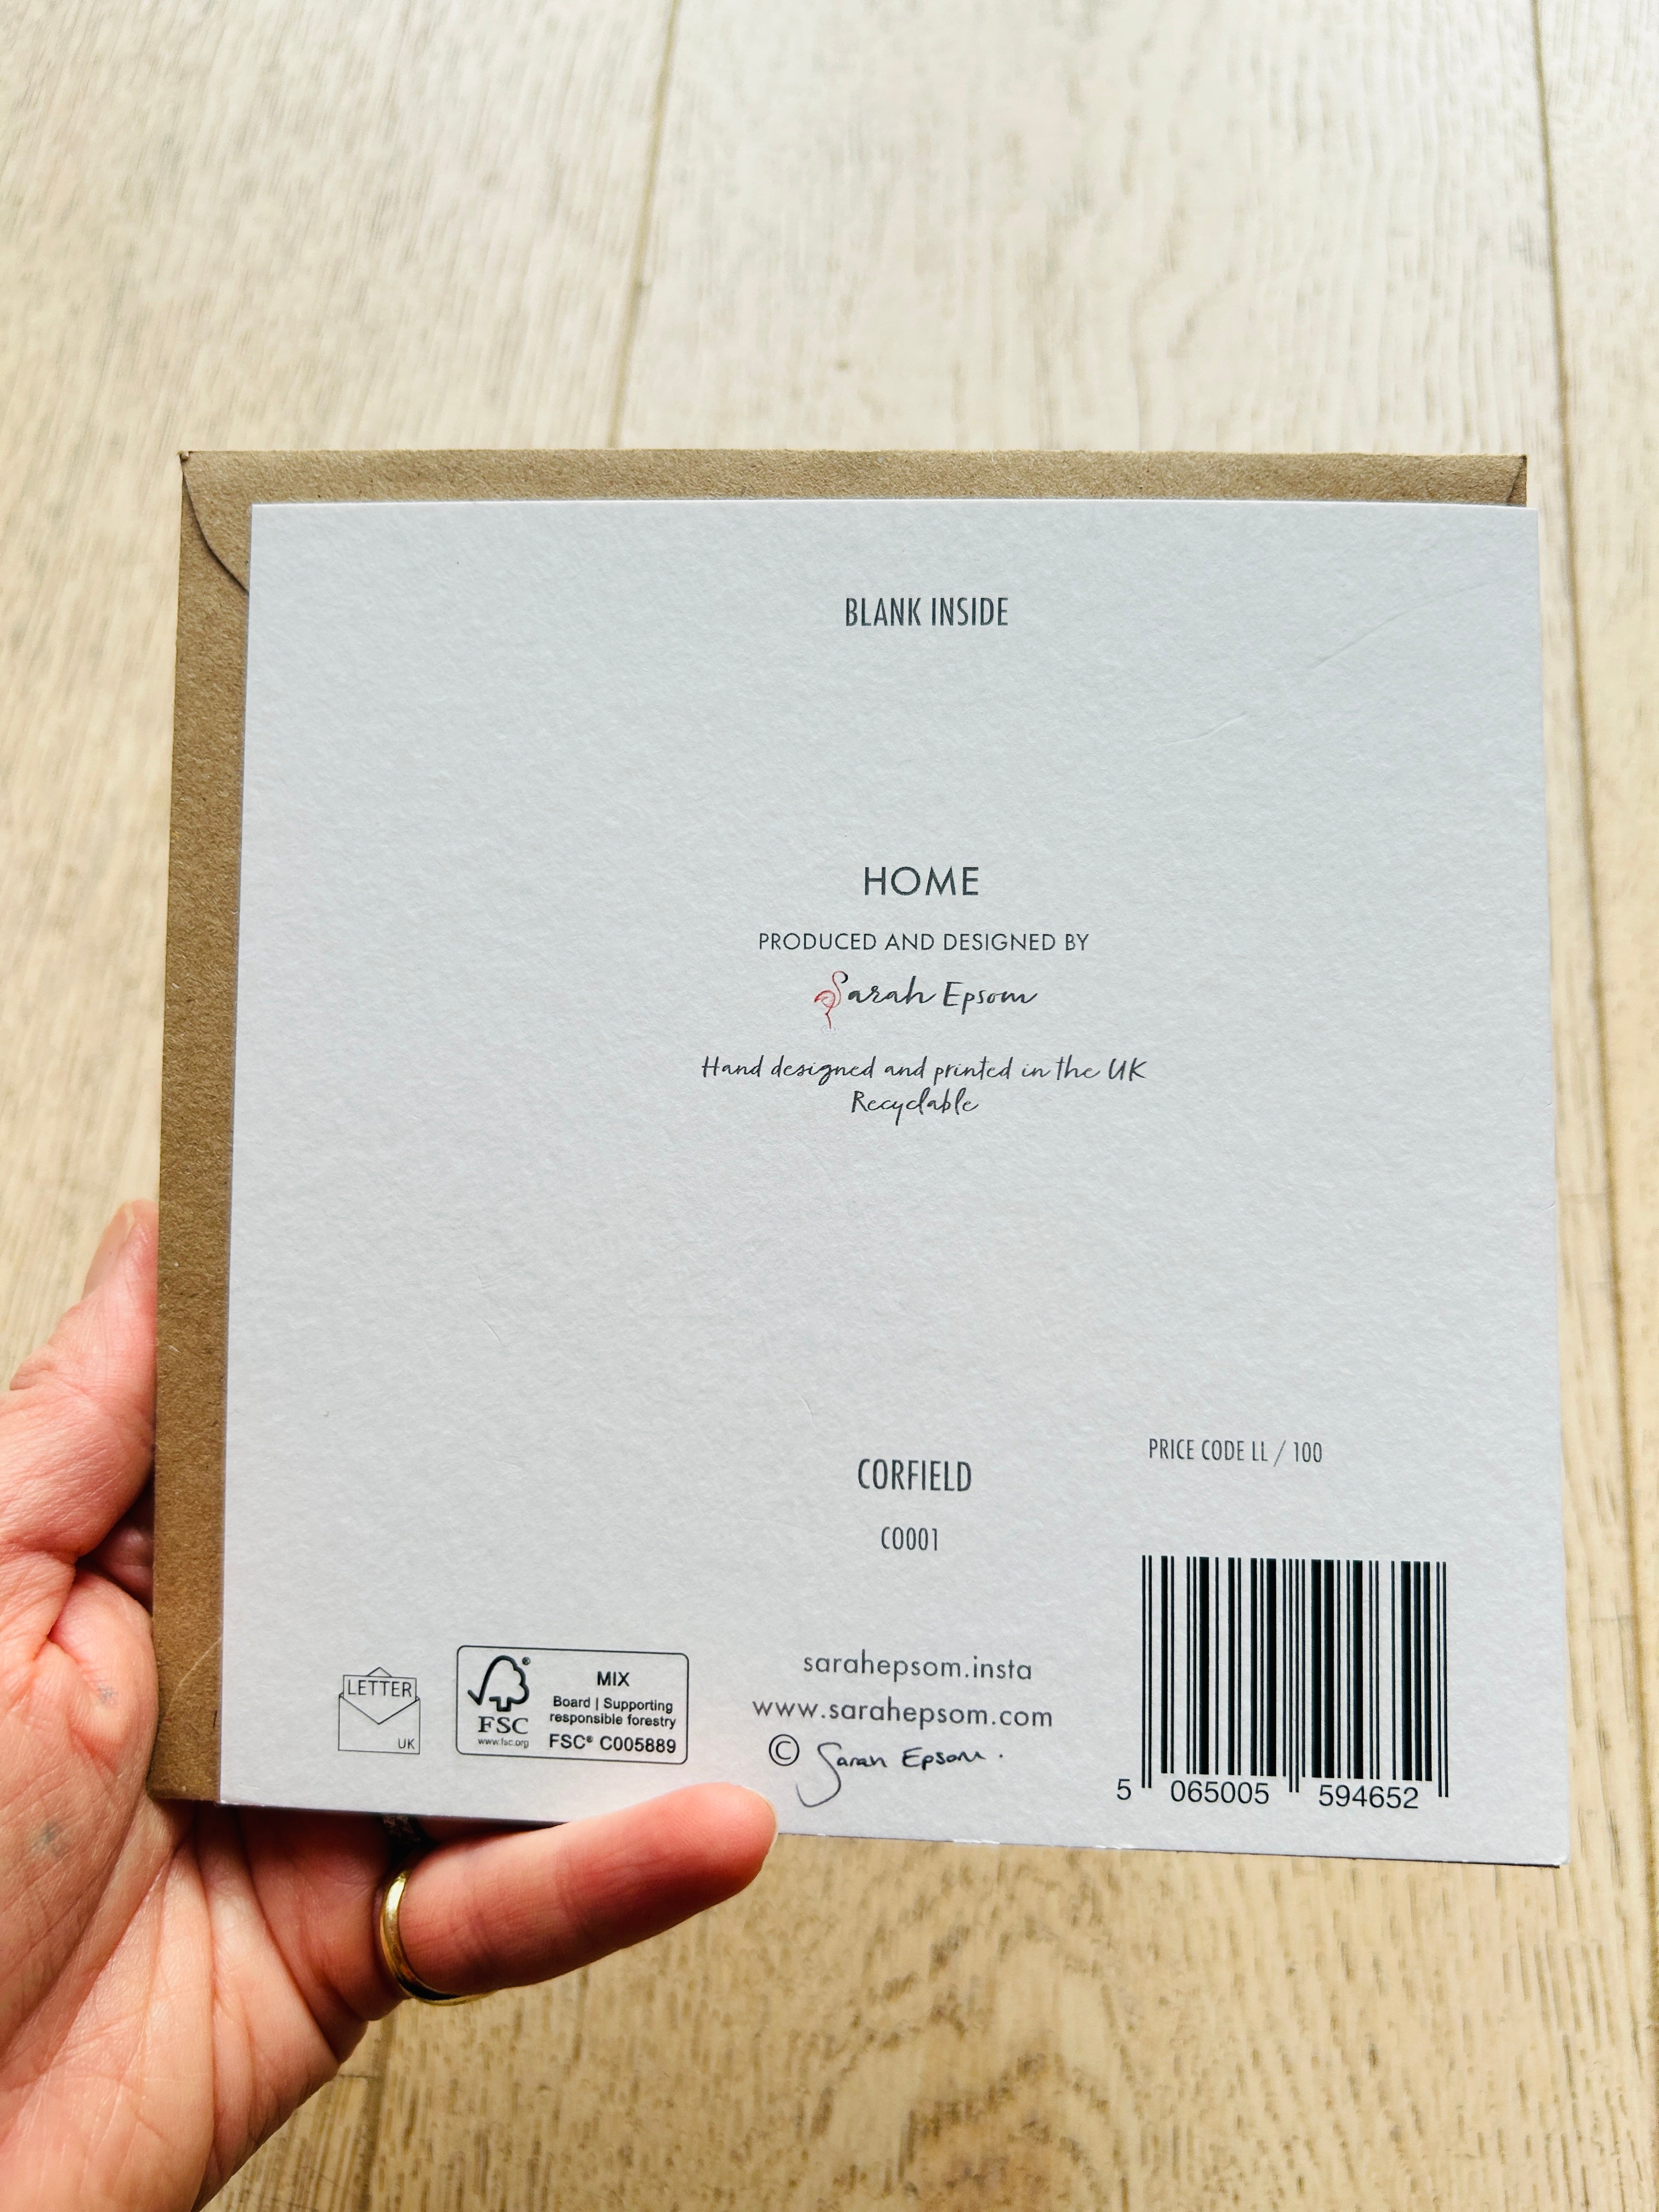 BLANK INSIDE
HOME
PRODUCED AND DESIGNED BY
Sarah Epsom
Hand designed and printed in the UK
Recyclable
PRICE CODE LL / 100
CORFIELD
CO001
LETTER
UK
FSC®
www.fsc.org
MIX
Board | Supporting
responsible forestry
FSC® C005889
sarahepsom.insta
www.sarahepsom.com
© Sarah Epsom.
5 065005 594652